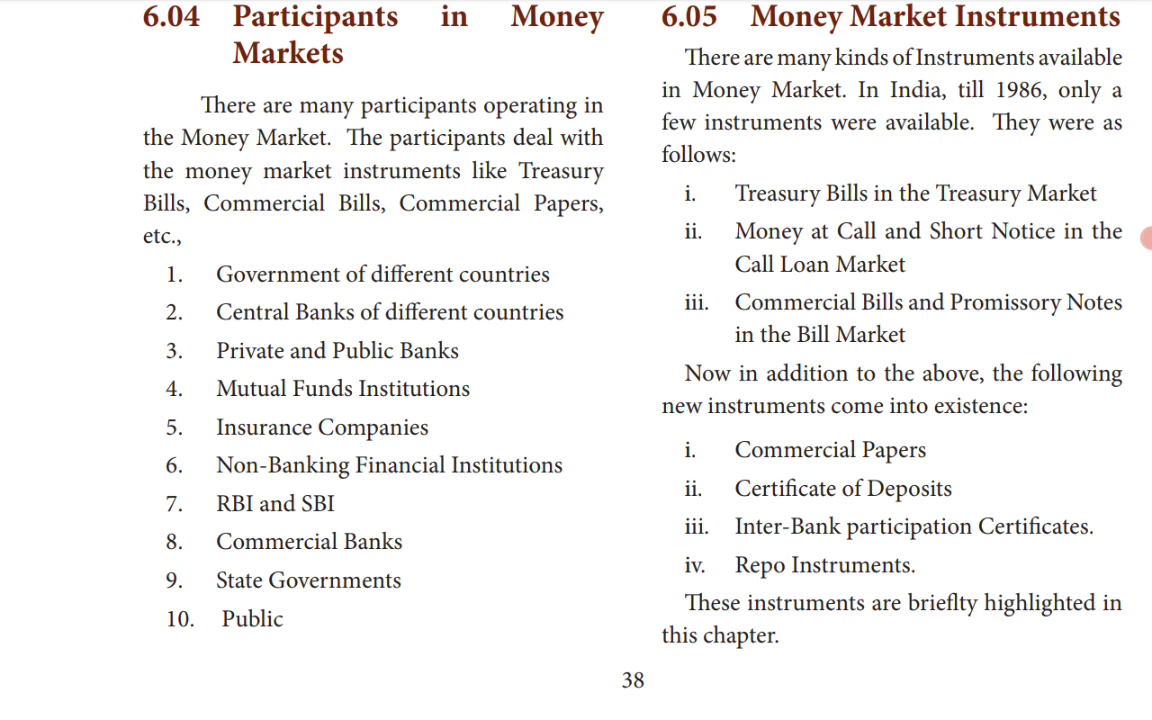 6.04 Participants in Money
Markets
There are many participants operating in
the Money Market. The participants deal with
the money market instruments like Treasury
Bills, Commercial Bills, Commercial Papers,
etc.,
1. Government of different countries
2. Central Banks of different countries
3. Private and Public Banks
4. Mutual Funds Institutions
5. Insurance Companies
6. Non-Banking Financial Institutions
7. RBI and SBI
8. Commercial Banks
9. State Governments
10. Public
6.05 Money Market Instruments
There are many kinds of Instruments available
in Money Market. In India, till 1986, only a
few instruments were available. They were as
follows:
i. Treasury Bills in the Treasury Market
ii. Money at Call and Short Notice in the
Call Loan Market
iii. Commercial Bills and Promissory Notes
in the Bill Market
Now in addition to the above, the following
new instruments come into existence:
i. Commercial Papers
ii. Certificate of Deposits
iii. Inter-Bank participation Certificates.
iv. Repo Instruments.
These instruments are brieflty highlighted in
this chapter.
38